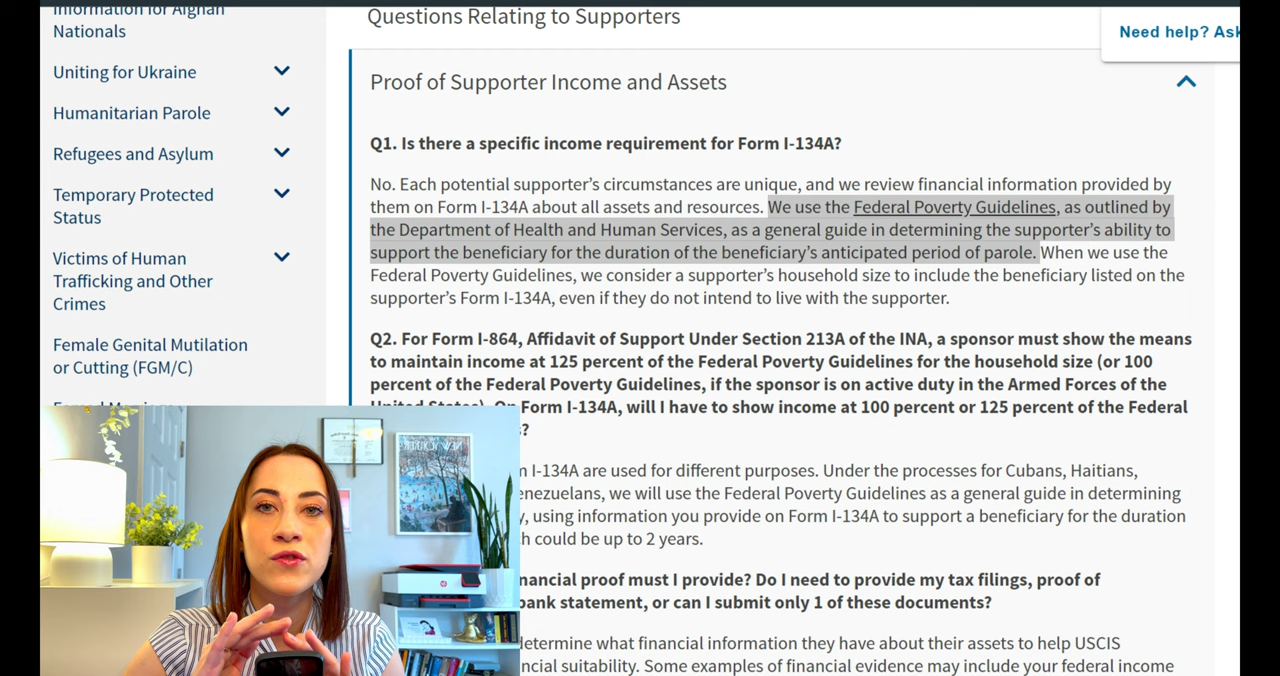 Information for Afghan
Nationals
Uniting for Ukraine
Humanitarian Parole
Refugees and Asylum
Temporary Protected
Status
Victims of Human
Trafficking and Other
Crimes
Female Genital Mutilation
or Cutting (FGM/C)
Questions Relating to Supporters
Need help? Ask
Proof of Supporter Income and Assets
Q1. Is there a specific income requirement for Form I-134A?
No. Each potential supporter’s circumstances are unique, and we review financial information provided by
them on Form I-134A about all assets and resources. We use the Federal Poverty Guidelines, as outlined by
the Department of Health and Human Services, as a general guide in determining the supporter’s ability to
support the beneficiary for the duration of the beneficiary’s anticipated period of parole. When we use the
Federal Poverty Guidelines, we consider a supporter’s household size to include the beneficiary listed on the
supporter’s Form I-134A, even if they do not intend to live with the supporter.
Q2. For Form I-864, Affidavit of Support Under Section 213A of the INA, a sponsor must show the means
to maintain income at 125 percent of the Federal Poverty Guidelines for the household size (or 100
percent of the Federal Poverty Guidelines, if the sponsor is on active duty in the Armed Forces of the
United States). On Form I-134A, will I have to show income at 100 percent or 125 percent of the Federal
?
I-134A are used for different purposes. Under the processes for Cubans, Haitians,
enezuelans, we will use the Federal Poverty Guidelines as a general guide in determining
, using information you provide on Form I-134A to support a beneficiary for the duration
h could be up to 2 years.
nancial proof must I provide? Do I need to provide my tax filings, proof of
bank statement, or can I submit only 1 of these documents?
determine what financial information they have about their assets to help USCIS
ncial suitability. Some examples of financial evidence may include your federal income